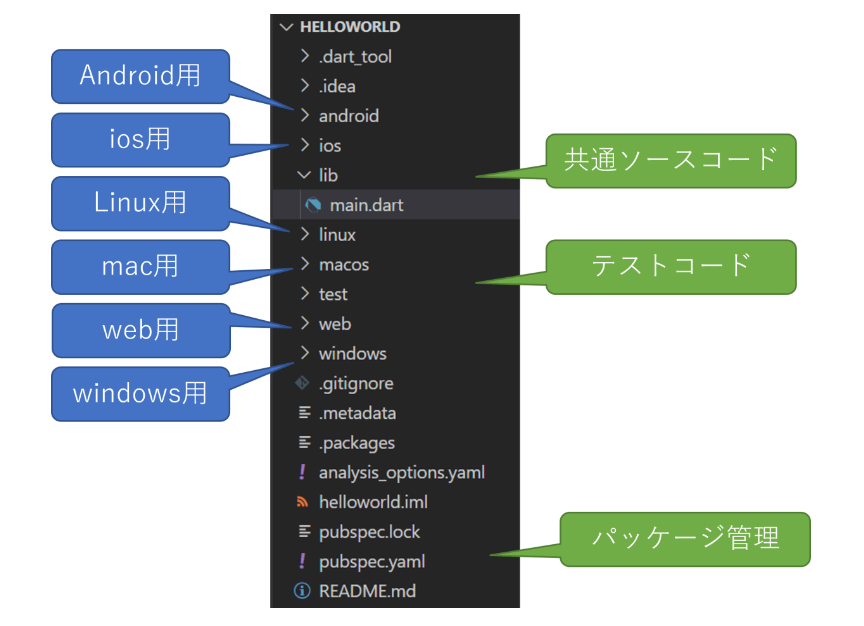 Android用
ios用
Linux用
mac用
web用
windows用
HELLOWORLD
.dart_tool
.idea
android
ios
lib
main.dart
linux
macos
test
web
windows
.gitignore
.metadata
.packages
analysis_options.yaml
helloworld.iml
pubspec.lock
pubspec.yaml
README.md
共通ソースコード
テストコード
パッケージ管理